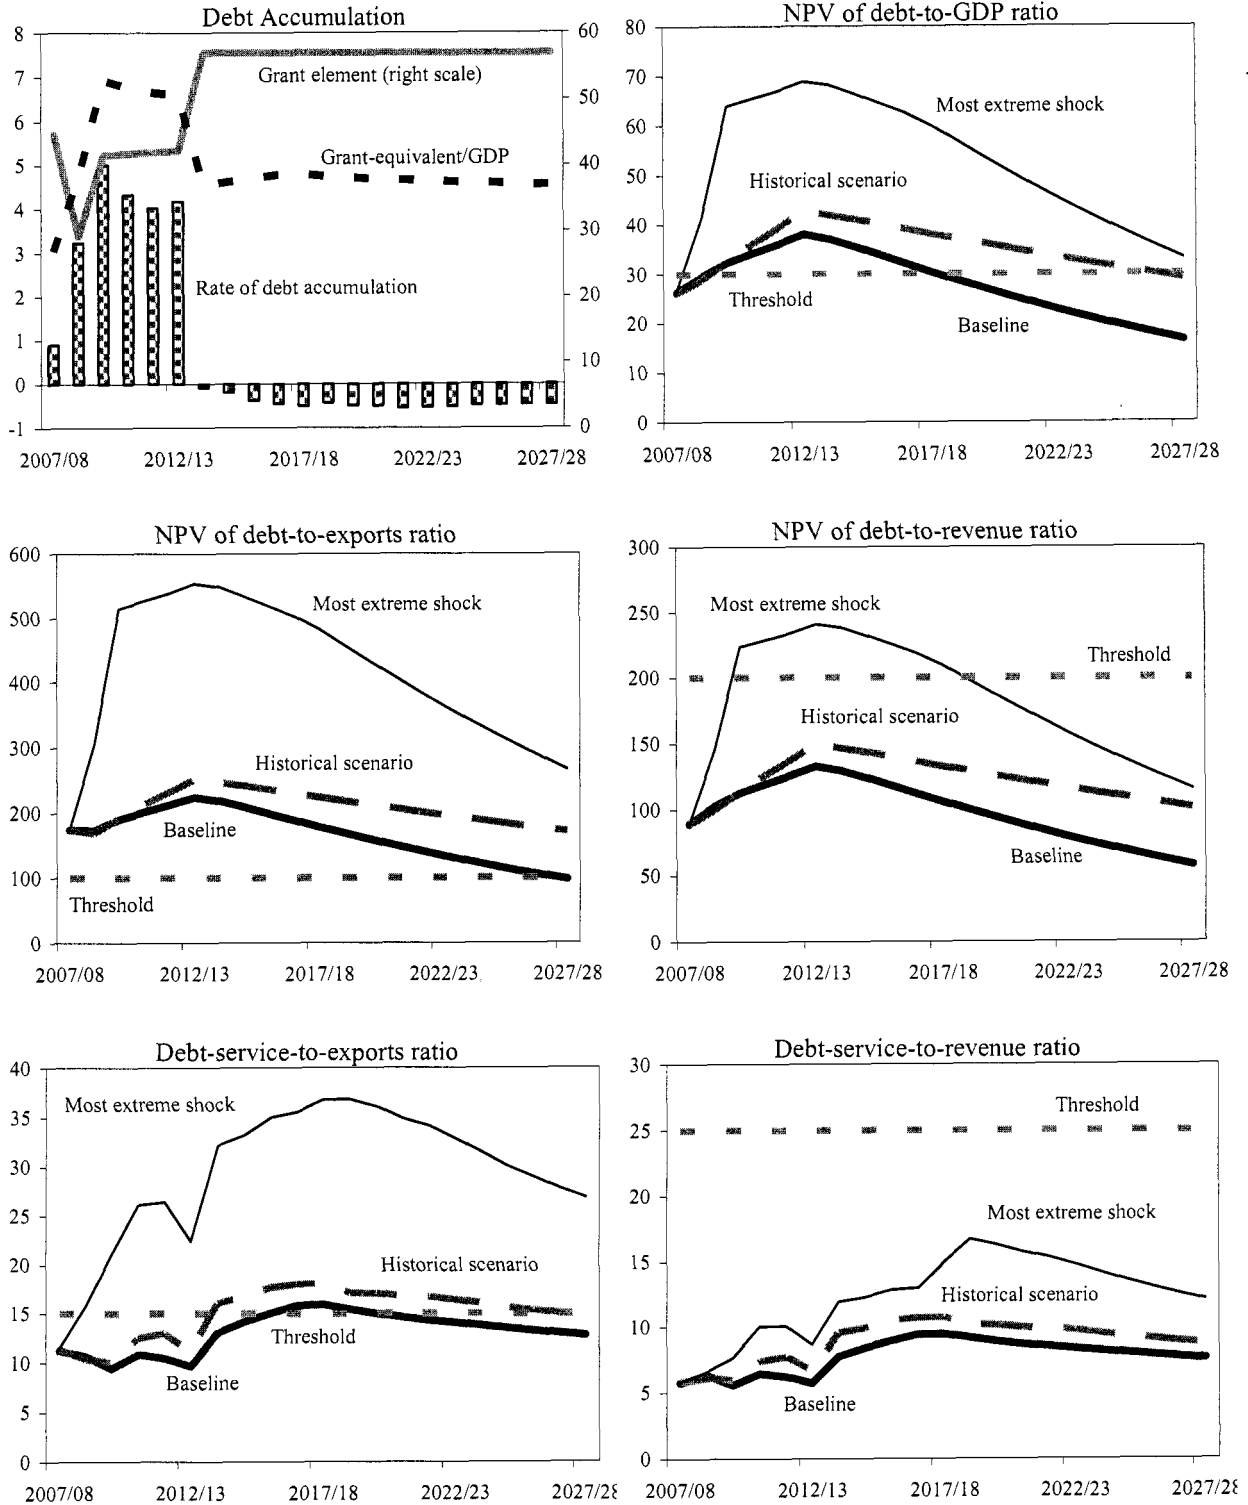 Debt Accumulation
8
7
6
5
4
3
2
1
0
-1
60
50
40
30
20
10
0
Grant element (right scale)
Grant-equivalent/GDP
Rate of debt accumulation
2007/08 2012/13 2017/18 2022/23 2027/28
NPV of debt-to-GDP ratio
80
70
60
50
40
30
20
10
0
Most extreme shock
Historical scenario
Threshold
Baseline
2007/08 2012/13 2017/18 2022/23 2027/28
NPV of debt-to-exports ratio
600
500
400
300
200
100
0
Most extreme shock
Historical scenario
Baseline
Threshold
2007/08 2012/13 2017/18 2022/23 2027/28
NPV of debt-to-revenue ratio
300
250
200
150
100
50
0
Most extreme shock
Threshold
Historical scenario
Baseline
2007/08 2012/13 2017/18 2022/23 2027/28
Debt-service-to-exports ratio
40
35
30
25
20
15
10
5
0
Most extreme shock
Historical scenario
Threshold
Baseline
2007/08 2012/13 2017/18 2022/23 2027/28
Debt-service-to-revenue ratio
30
25
20
15
10
5
0
Threshold
Most extreme shock
Historical scenario
Baseline
2007/08 2012/13 2017/18 2022/23 2027/28